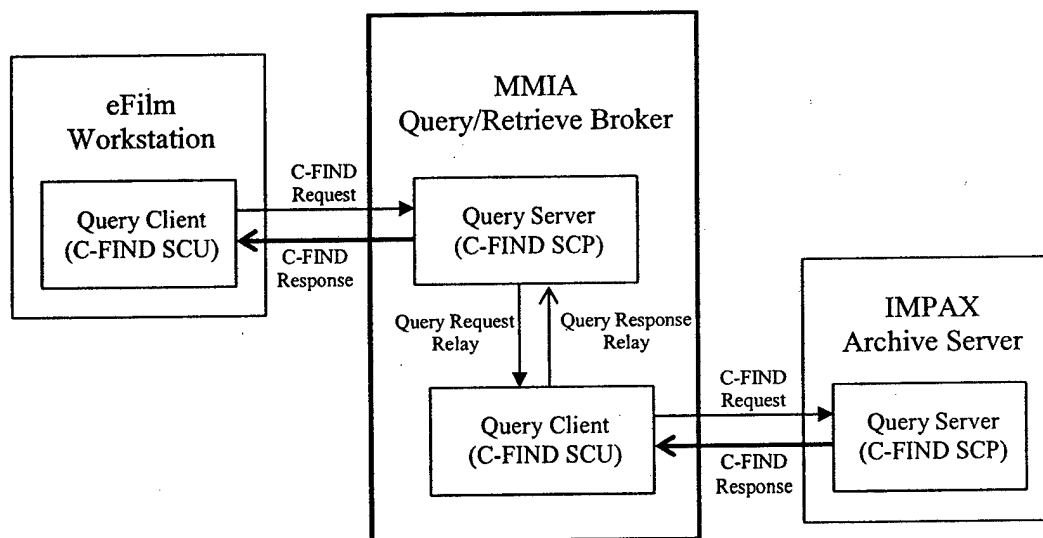 eFilm
Workstation
Query Client
(C-FIND SCU)
C-FIND
Request
C-FIND
Response
MMIA
Query/Retrieve Broker
Query Server
(C-FIND SCP)
Query Request
Relay
Query Response
Relay
Query Client
(C-FIND SCU)
C-FIND
Request
C-FIND
Response
IMPAX
Archive Server
Query Server
(C-FIND SCP)